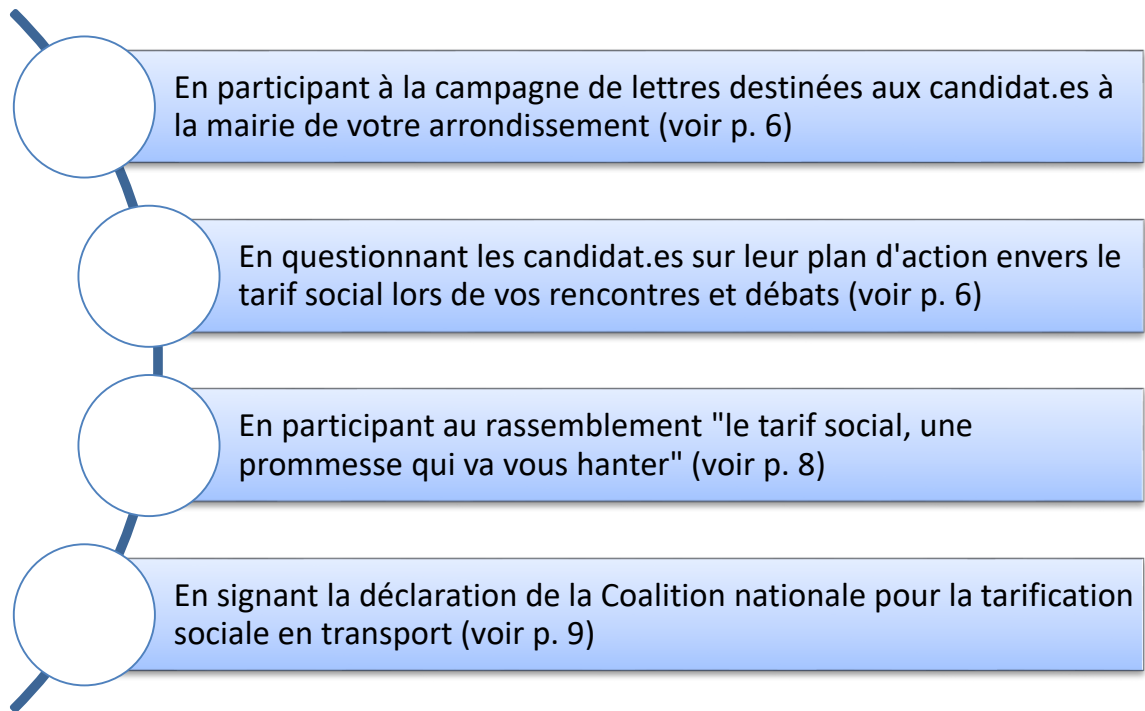 En participant à la campagne de lettres destinées aux candidat.es à
la mairie de votre arrondissement (voir p. 6)
En questionnant les candidat.es sur leur plan d'action envers le
tarif social lors de vos rencontres et débats (voir p. 6)
En participant au rassemblement "le tarif social, une
prommesse qui va vous hanter" (voir p. 8)
En signant la déclaration de la Coalition nationale pour la tarification
sociale en transport (voir p. 9)